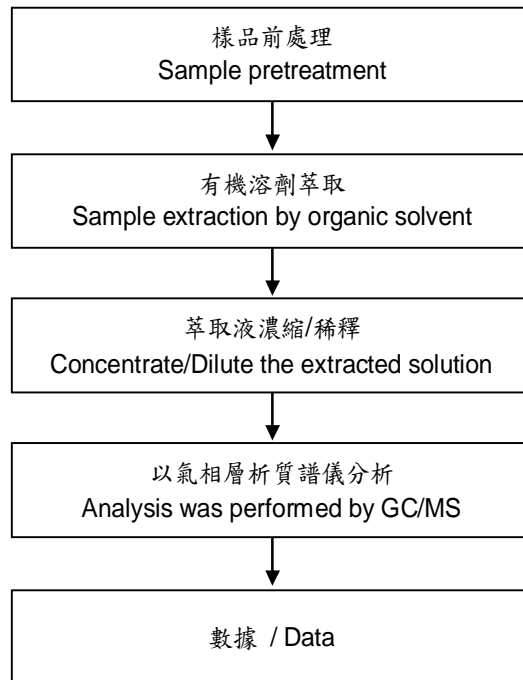 樣品前處理
Sample pretreatment
有機溶劑萃取
Sample extraction by organic solvent
萃取液濃縮/稀釋
Concentrate/Dilute the extracted solution
以氣相層析質譜儀分析
Analysis was performed by GC/MS
數據 / Data